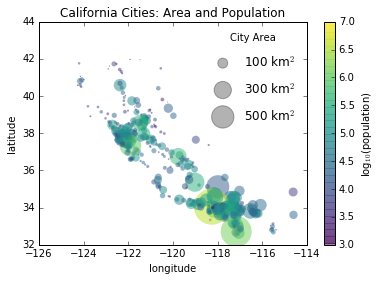 California Cities: Area and Population
City Area
100 km²
300 km²
500 km²
44
42
40
38
36
34
32
latitude
−126
−124
−122
−120
−118
−116
−114
longitude
7.0
6.5
6.0
5.5
5.0
4.5
4.0
3.5
3.0
log₁₀(population)